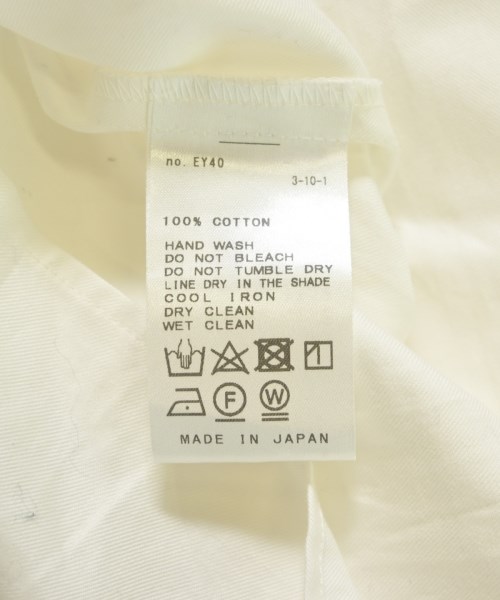 no. EY40
3-10-1
100% COTTON
HAND WASH
DO NOT BLEACH
DO NOT TUMBLE DRY
LINE DRY IN THE SHADE
COOL IRON
DRY CLEAN
WET CLEAN
F W
MADE IN JAPAN